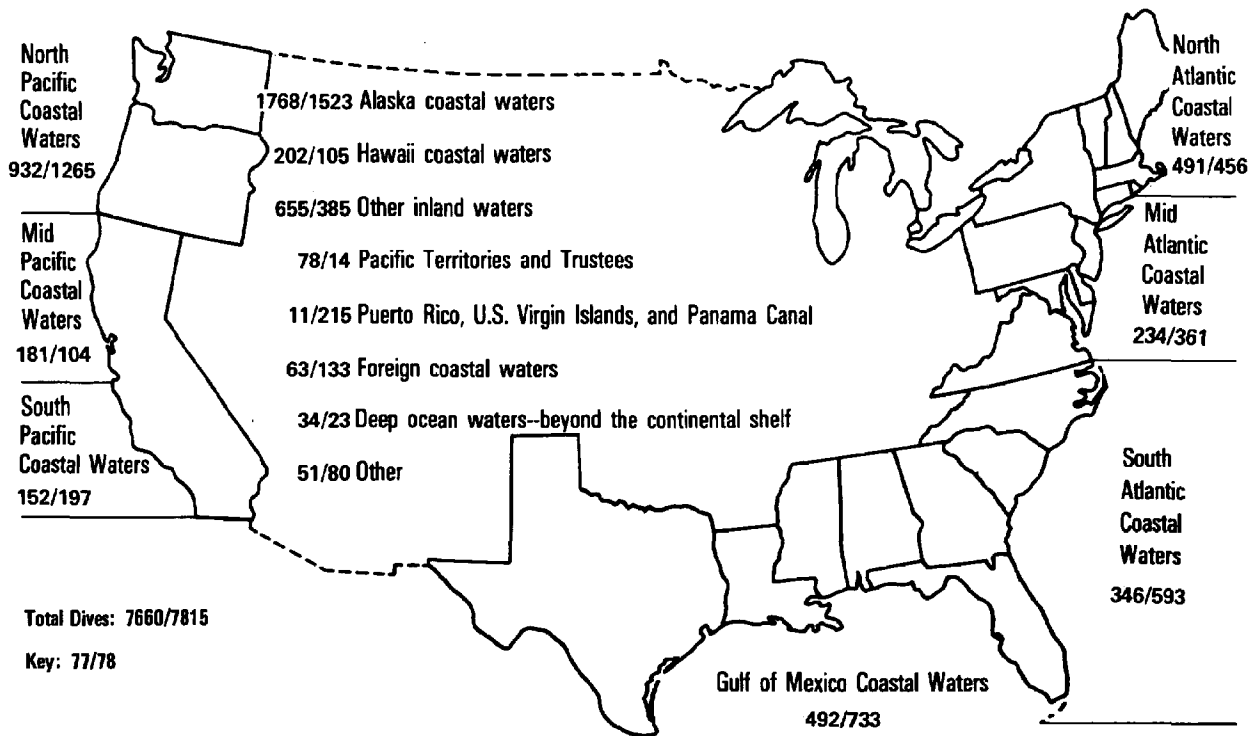 North
Pacific
Coastal
Waters
932/1265
Mid
Pacific
Coastal
Waters
181/104
South
Pacific
Coastal Waters
152/197
1768/1523 Alaska coastal waters
202/105 Hawaii coastal waters
655/385 Other inland waters
78/14 Pacific Territories and Trustees
11/215 Puerto Rico, U.S. Virgin Islands, and Panama Canal
63/133 Foreign coastal waters
34/23 Deep ocean waters--beyond the continental shelf
51/80 Other
North
Atlantic
Coastal
Waters
491/456
Mid
Atlantic
Coastal
Waters
234/361
South
Atlantic
Coastal
Waters
346/593
Gulf of Mexico Coastal Waters
492/733
Total Dives: 7660/7815
Key: 77/78